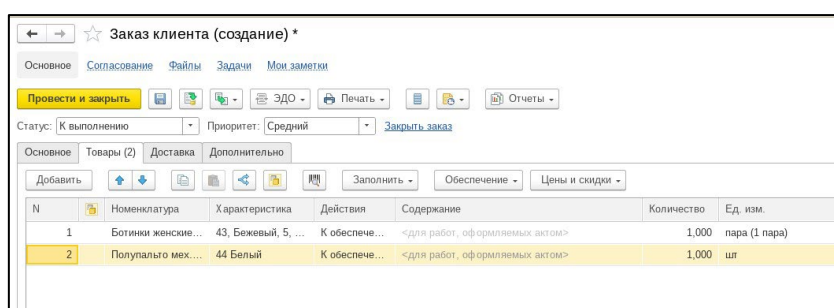 Заказ клиента (создание) *
Основное Согласование Файлы Задачи Мои заметки
Провести и закрыть ЭДО Печать Отчеты
Статус: К выполнению Приоритет: Средний Закрыть заказ
Основное Товары (2) Доставка Дополнительно
Добавить Заполнить Обеспечение Цены и скидки
N Номенклатура Характеристика Действия Содержание Количество Ед. изм.
1 Ботинки женские... 43, Бежевый, 5, ... К обеспече... <для работ, оформляемых актом> 1,000 пара (1 пара)
2 Полупальто мех.... 44 Белый К обеспече... <для работ, оформляемых актом> 1,000 шт